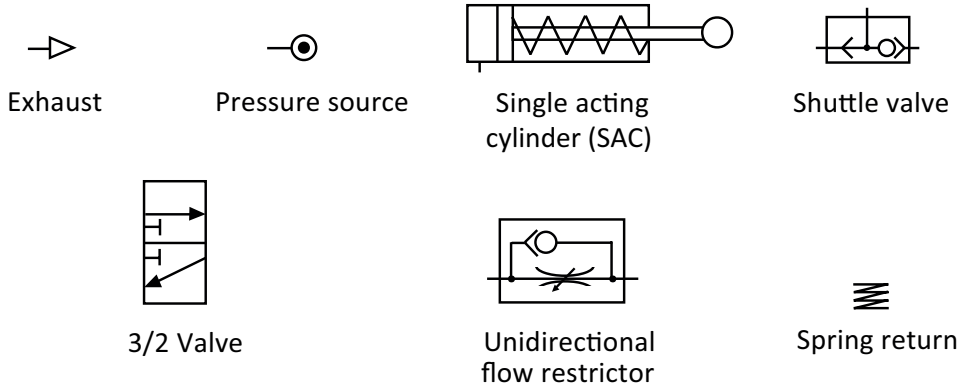 Exhaust
Pressure source
Single acting
cylinder (SAC)
Shuttle valve
3/2 Valve
Unidirectional
flow restrictor
Spring return